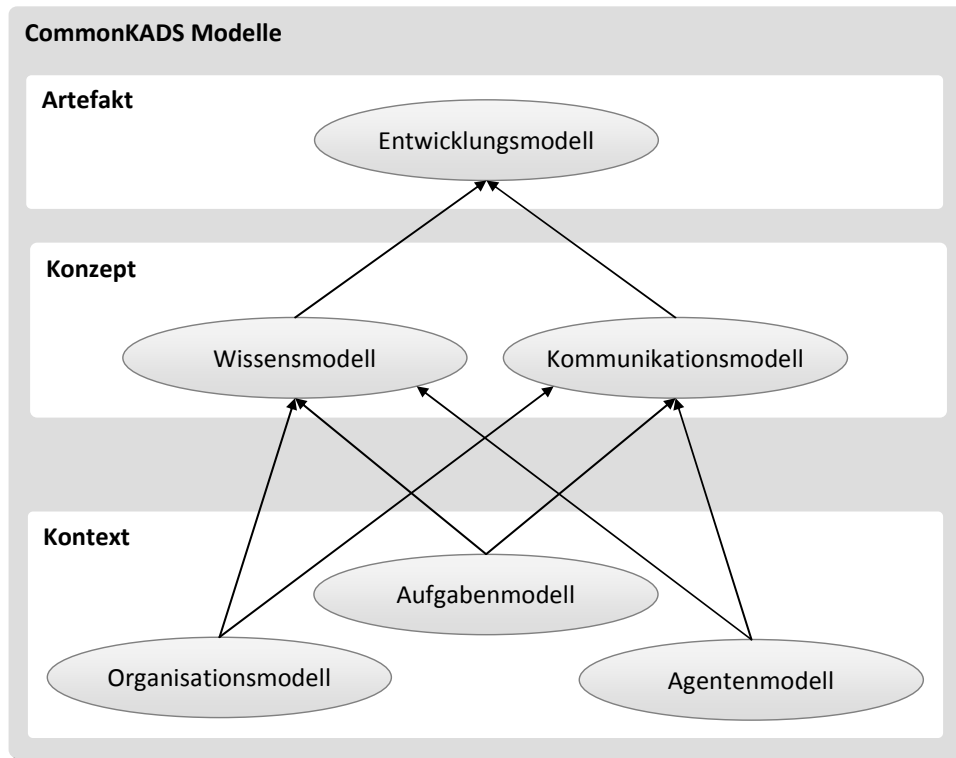 CommonKADS Modelle
Artefakt
Entwicklungsmodell
Konzept
Wissensmodell
Kommunikationsmodell
Kontext
Aufgabenmodell
Organisationsmodell
Agentenmodell